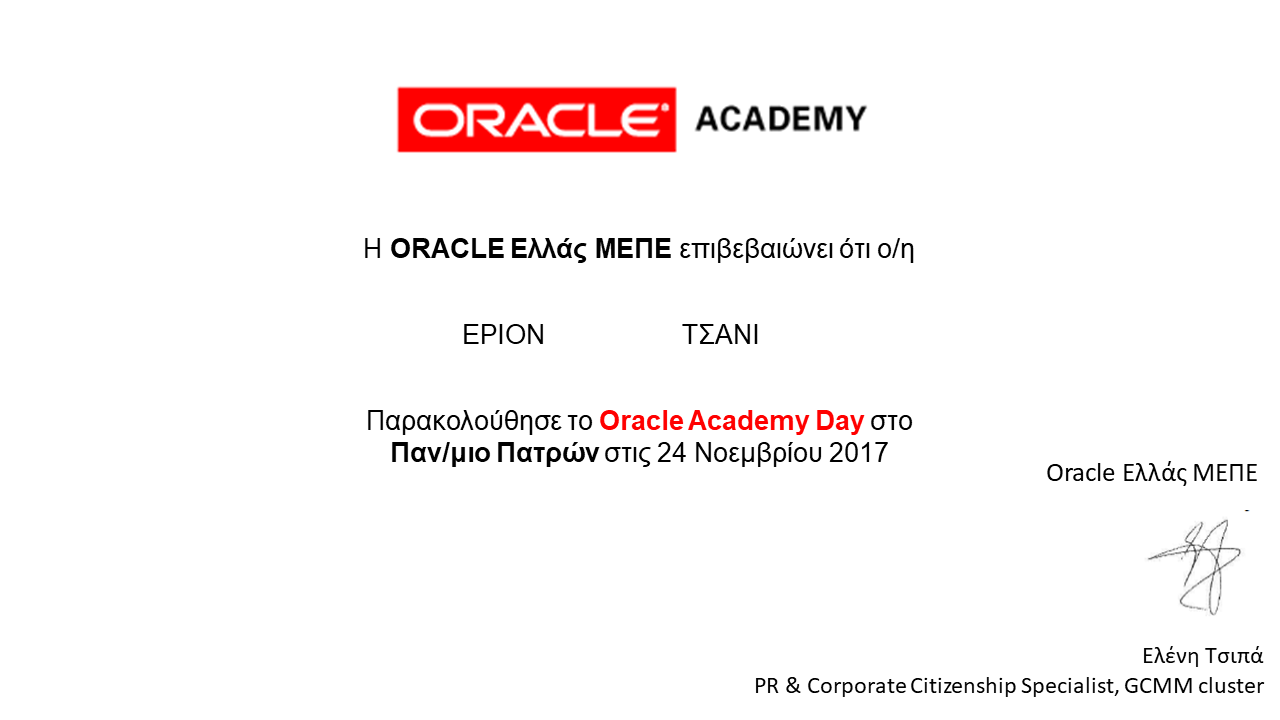 ORACLE® ACADEMY
Η ORACLE Ελλάς ΜΕΠΕ επιβεβαιώνει ότι ο/η
ΕΡΙΟΝ ΤΣΑΝΙ
Παρακολούθησε το Oracle Academy Day στο
Παν/μιο Πατρών στις 24 Νοεμβρίου 2017
Oracle Ελλάς ΜΕΠΕ
Ελένη Τσιπά
PR & Corporate Citizenship Specialist, GCMM cluster